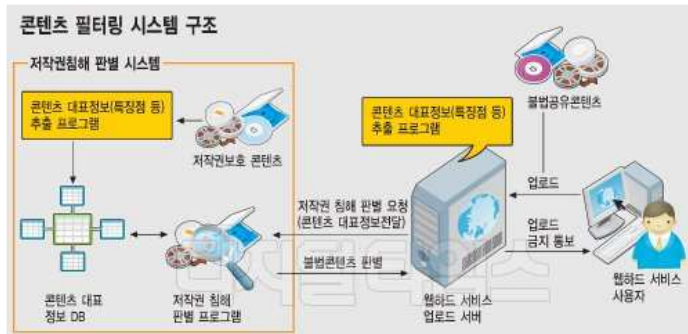 콘텐츠 필터링 시스템 구조
저작권침해 판별 시스템
콘텐츠 대표정보(특징점 등)
추출 프로그램
저작권보호 콘텐츠
콘텐츠 대표정보(특징점 등)
추출 프로그램
불법공유콘텐츠
업로드
저작권 침해 판별 요청
(콘텐츠 대표정보전달)
업로드
금지 통보
불법콘텐츠 판별
콘텐츠 대표
정보 DB
저작권 침해
판별 프로그램
웹하드 서비스
업로드 서버
웹하드 서비스
사용자
디지털타임스